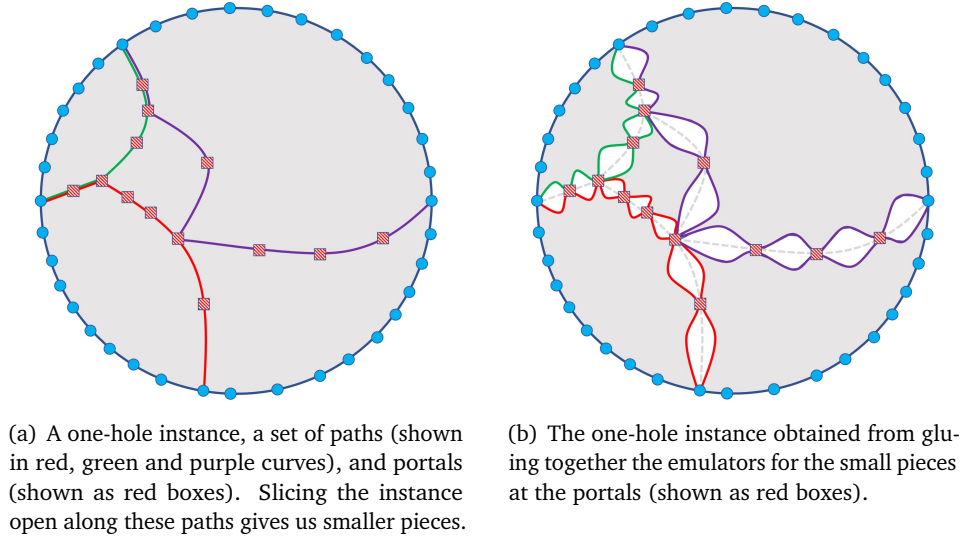 (a) A one-hole instance, a set of paths (shown
in red, green and purple curves), and portals
(shown as red boxes). Slicing the instance
open along these paths gives us smaller pieces.
(b) The one-hole instance obtained from glu-
ing together the emulators for the small pieces
at the portals (shown as red boxes).